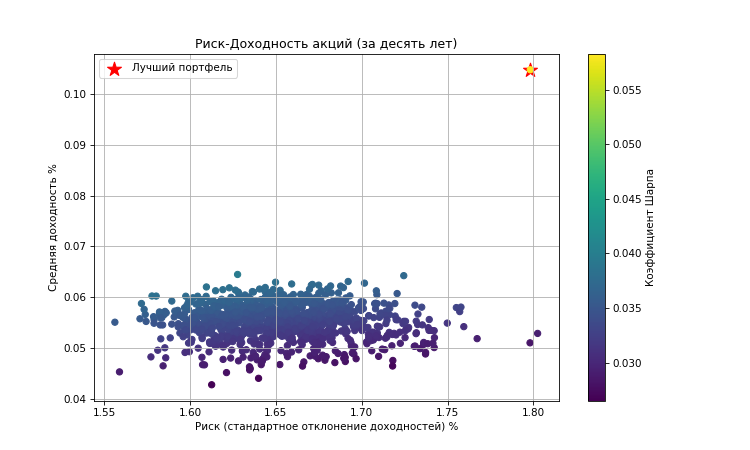 Риск-Доходность акций (за десять лет)
Лучший портфель
Средняя доходность %
0.10
0.09
0.08
0.07
0.06
0.05
0.04
1.55 1.60 1.65 1.70 1.75 1.80
Риск (стандартное отклонение доходностей) %
0.055
0.050
0.045
0.040
0.035
0.030
Коэффициент Шарпа